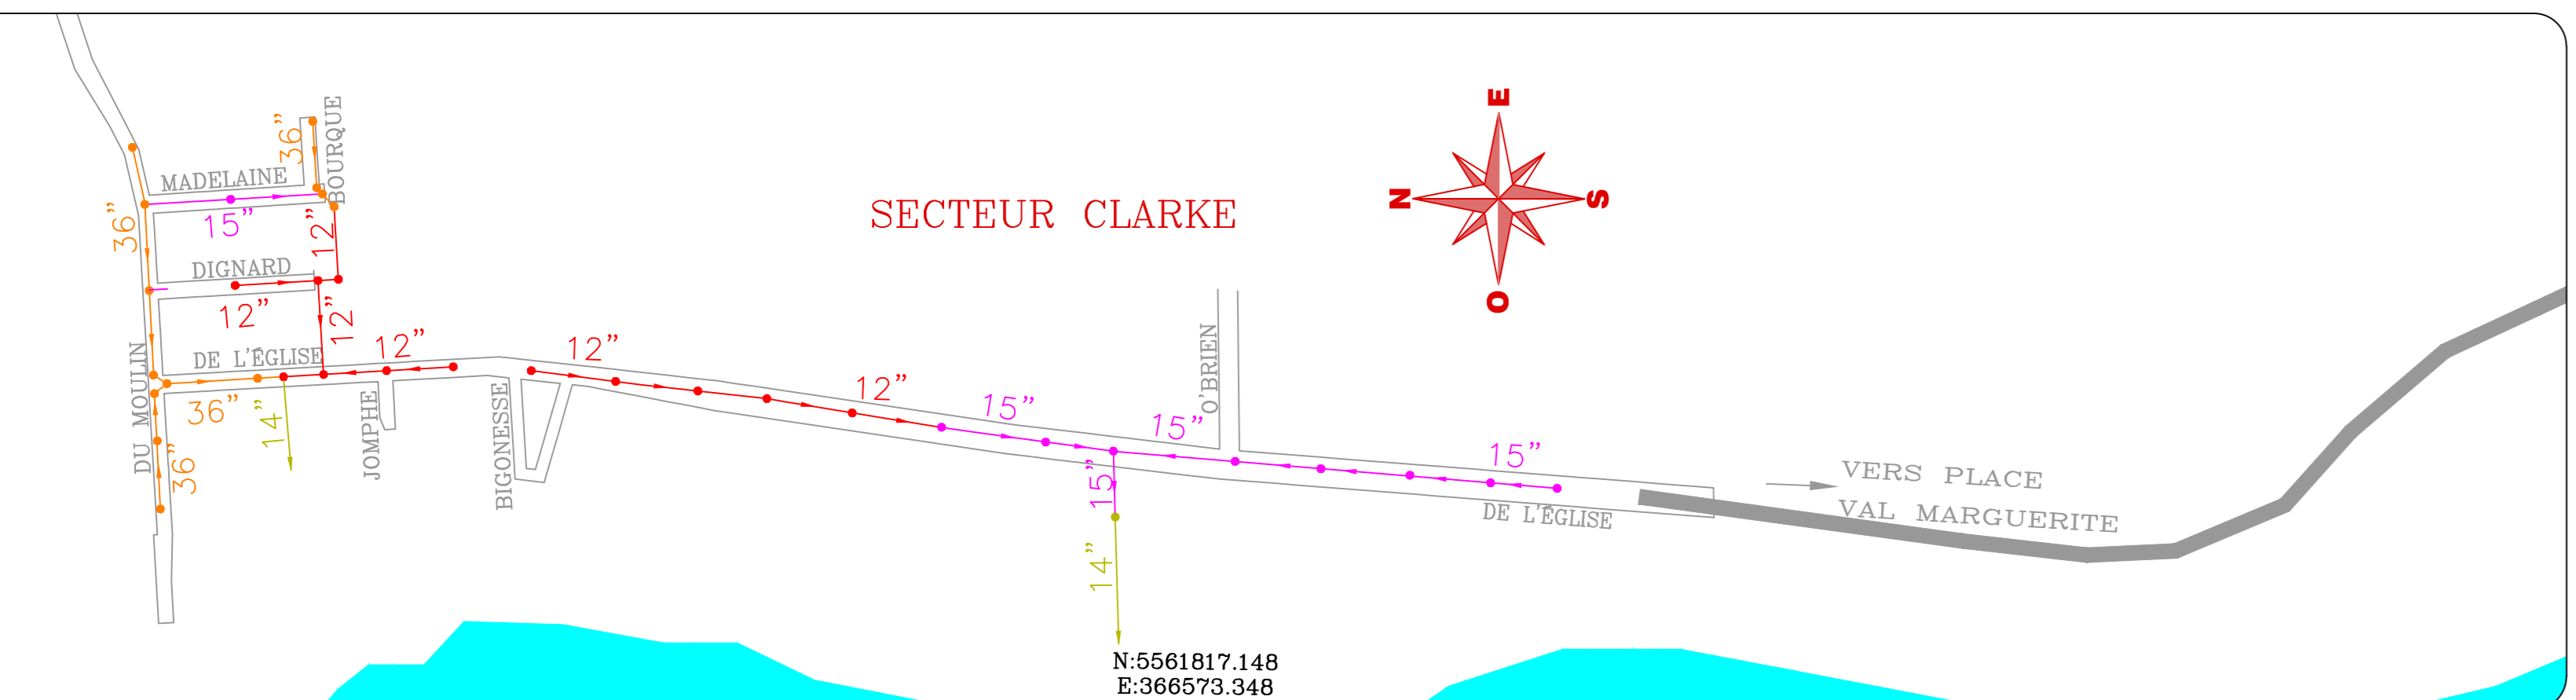 E
N
S
O
SECTEUR CLARKE
36”
BOURQUE
MADELAINE
36”
15”
12”
DIGNARD
12”
12”
DE L'ÉGLISE
DU MOULIN
36”
36”
14”
12”
JOMPHE
BIGONESSE
12”
12”
15”
15”
O'BRIEN
15”
15”
DE L'ÉGLISE
14”
VERS PLACE
VAL MARGUERITE
N:5561817.148
E:366573.348